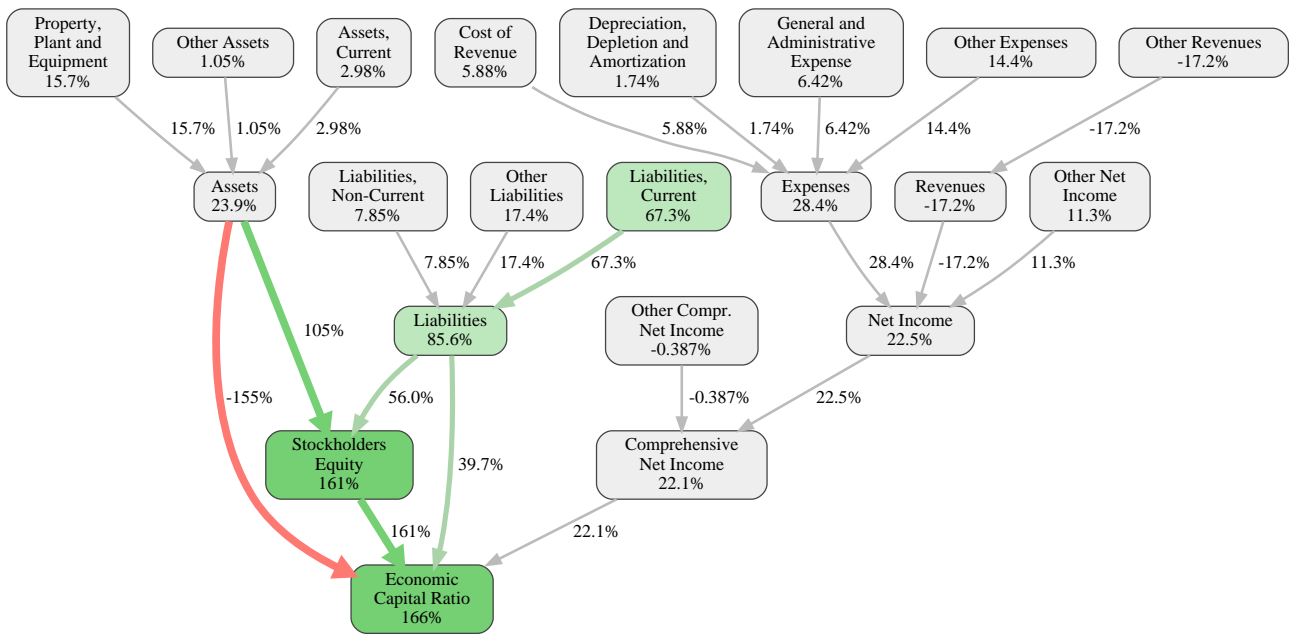 Property,
Plant and
Equipment
15.7%
Other Assets
1.05%
Assets,
Current
2.98%
Cost of
Revenue
5.88%
Depreciation,
Depletion and
Amortization
1.74%
General and
Administrative
Expense
6.42%
Other Expenses
14.4%
Other Revenues
-17.2%
15.7%
1.05%
2.98%
5.88%
1.74%
6.42%
14.4%
-17.2%
Assets
23.9%
Liabilities,
Non-Current
7.85%
Other
Liabilities
17.4%
Liabilities,
Current
67.3%
Expenses
28.4%
Revenues
-17.2%
Other Net
Income
11.3%
7.85%
17.4%
67.3%
28.4%
-17.2%
11.3%
105%
Liabilities
85.6%
Other Compr.
Net Income
-0.387%
Net Income
22.5%
-155%
56.0%
-0.387%
22.5%
Stockholders
Equity
161%
39.7%
Comprehensive
Net Income
22.1%
161%
22.1%
Economic
Capital Ratio
166%